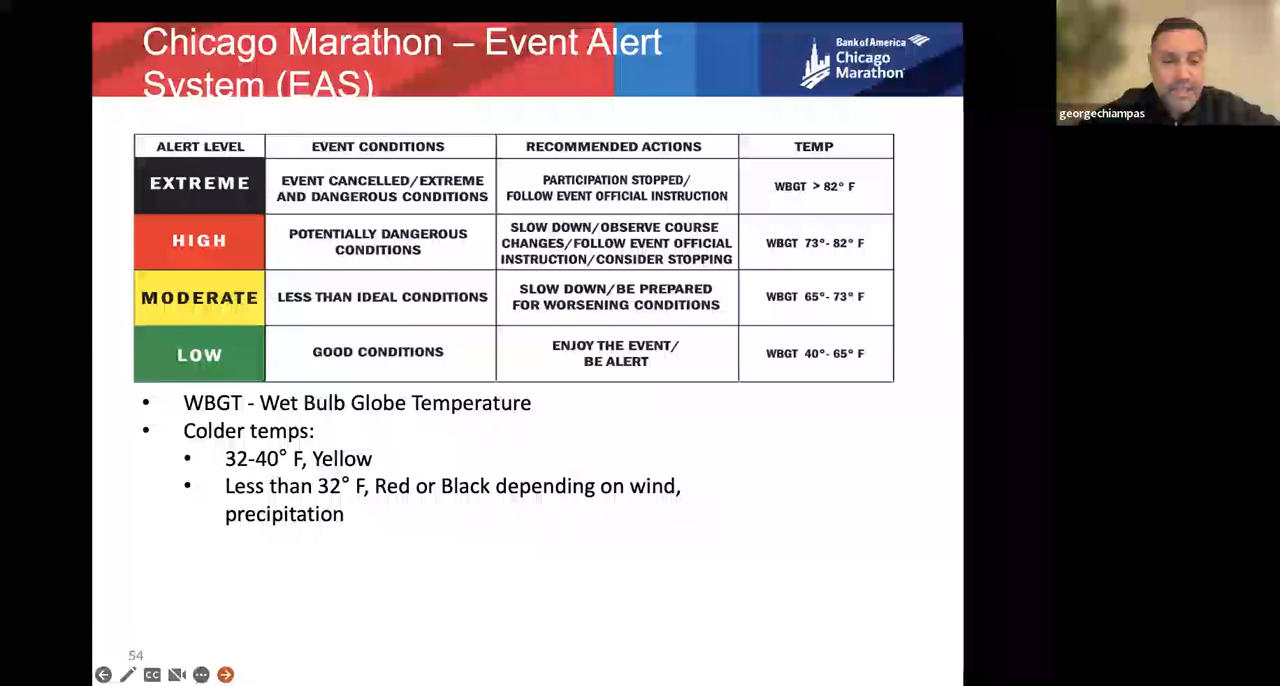 Chicago Marathon – Event Alert
System (EAS)
Bank of America
Chicago
Marathon
georgechiampas
ALERT LEVEL EVENT CONDITIONS RECOMMENDED ACTIONS TEMP
EXTREME
EVENT CANCELLED/EXTREME
AND DANGEROUS CONDITIONS
PARTICIPATION STOPPED/
FOLLOW EVENT OFFICIAL INSTRUCTION
WBGT > 82° F
HIGH
POTENTIALLY DANGEROUS
CONDITIONS
SLOW DOWN/OBSERVE COURSE
CHANGES/FOLLOW EVENT OFFICIAL
INSTRUCTION/CONSIDER STOPPING
WBGT 73°- 82° F
MODERATE
LESS THAN IDEAL CONDITIONS
SLOW DOWN/BE PREPARED
FOR WORSENING CONDITIONS
WBGT 65°- 73° F
LOW
GOOD CONDITIONS
ENJOY THE EVENT/
BE ALERT
WBGT 40°- 65° F
• WBGT - Wet Bulb Globe Temperature
• Colder temps:
• 32-40° F, Yellow
• Less than 32° F, Red or Black depending on wind,
precipitation
54
CC